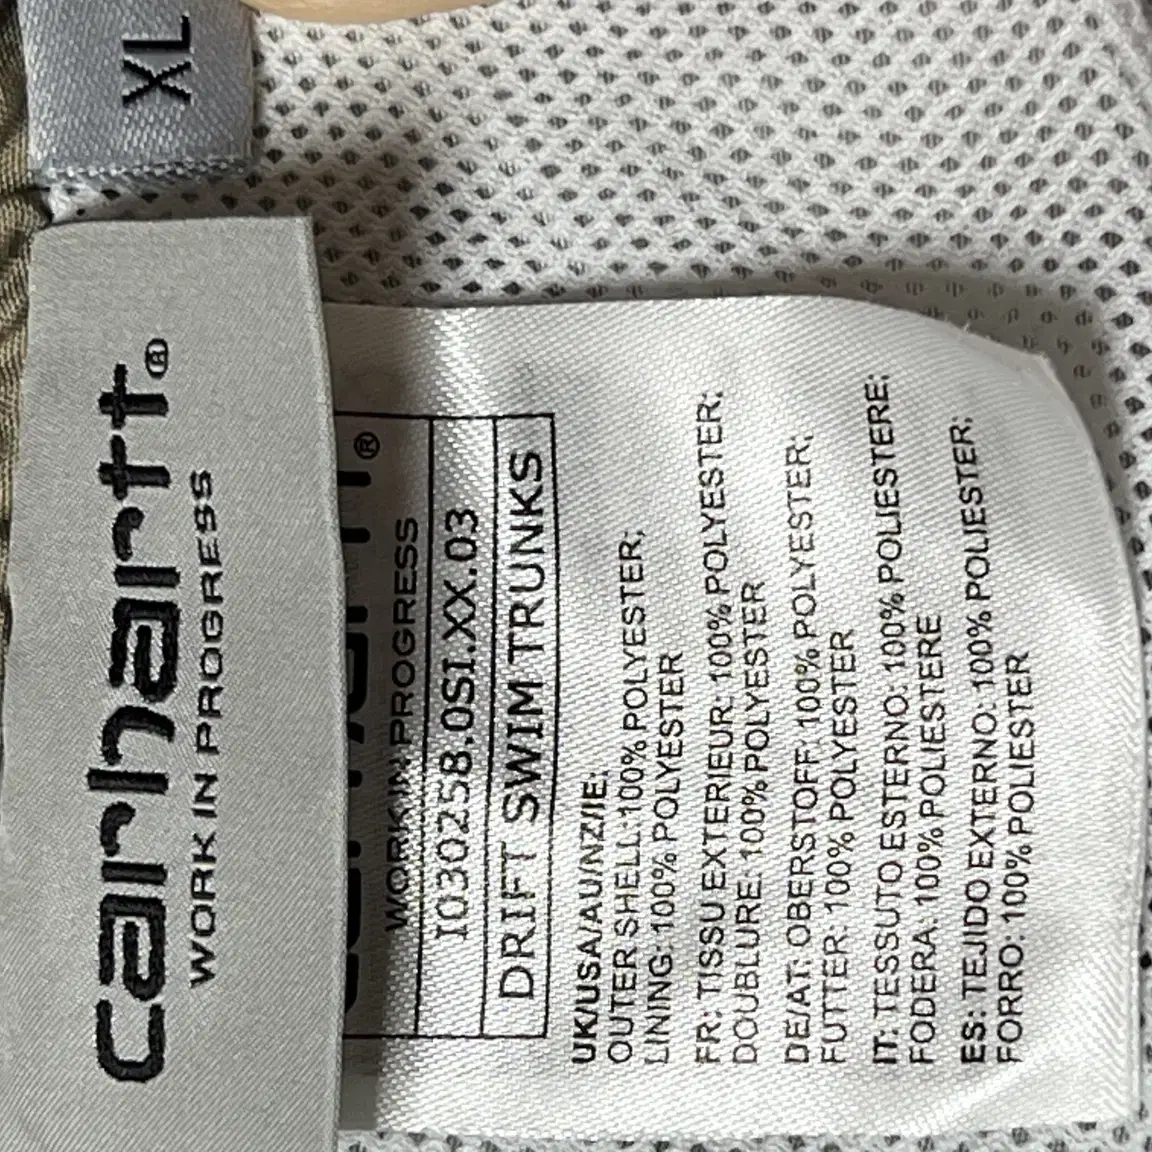 XL
carhartt®
WORK IN PROGRESS
®
WORK IN PROGRESS
I030258.0SI.XX.03
DRIFT SWIM TRUNKS
UK/USA/AU/NZ/IE:
OUTER SHELL:100% POLYESTER;
LINING: 100% POLYESTER
FR: TISSU EXTERIEUR: 100% POLYESTER;
DOUBLURE: 100% POLYESTER
DE/AT: OBERSTOFF: 100% POLYESTER;
FUTTER: 100% POLYESTER
IT: TESSUTO ESTERNO: 100% POLIESTERE;
FODERA: 100% POLIESTERE
ES: TEJIDO EXTERNO: 100% POLIESTER;
FORRO: 100% POLIESTER